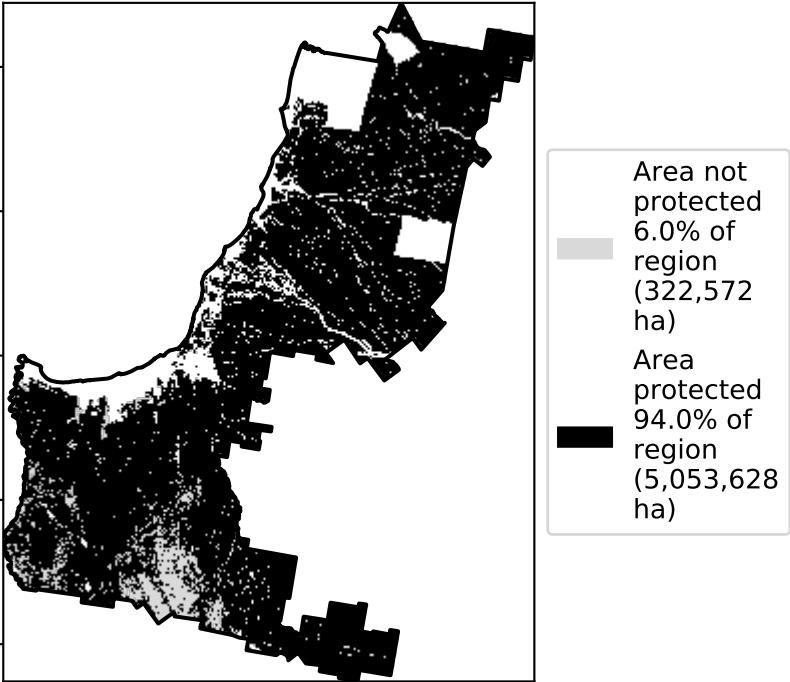 Area not
protected
6.0% of
region
(322,572
ha)
Area
protected
94.0% of
region
(5,053,628
ha)